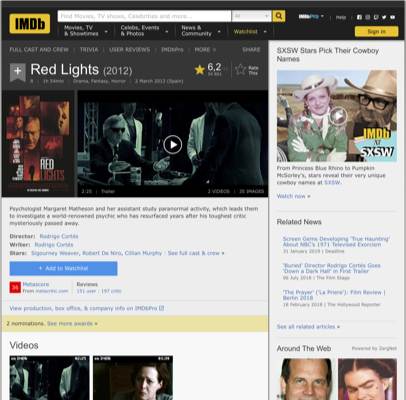 IMDb
Find Movies, TV shows, Celebrities and more...
All
IMDbPro
Help
Movies, TV
& Showtimes
Celebs, Events
& Photos
News &
Community
Watchlist
Sign in
FULL CAST AND CREW | TRIVIA | USER REVIEWS | IMDbPro | MORE
SHARE
Red Lights (2012)
6,2
Rate
This
R | 1h 54min | Drama, Fantasy, Horror | 2 March 2012 (Spain)
RED
LIGHTS
2:25 | Trailer
2 VIDEOS | 35 IMAGES
Psychologist Margaret Matheson and her assistant study paranormal activity, which leads them
to investigate a world-renowned psychic who has resurfaced years after his toughest critic
mysteriously passed away.
Director: Rodrigo Cortés
Writer: Rodrigo Cortés
Stars: Sigourney Weaver, Robert De Niro, Cillian Murphy | See full cast & crew »
+ Add to Watchlist
36
Metascore
From metacritic.com
Reviews
151 user | 197 critic
View production, box office, & company info on IMDbPro
2 nominations. See more awards »
Videos
SXSW Stars Pick Their Cowboy
Names
IMDb
AT
SXSW
From Princess Blue Rhino to Pumpkin
McSorley's, stars reveal their very unique
cowboy names at SXSW.
Watch now »
Related News
Screen Gems Developing 'True Haunting'
About NBC's 1971 Televised Exorcism
31 January 2019 | Deadline
'Buried' Director Rodrigo Cortés Goes
'Down a Dark Hall' in First Trailer
06 July 2018 | The Film Stage
'The Prayer' ('La Priere'): Film Review |
Berlin 2018
18 February 2018 | The Hollywood Reporter
See all related articles »
Around The Web
Powered by ZergNet